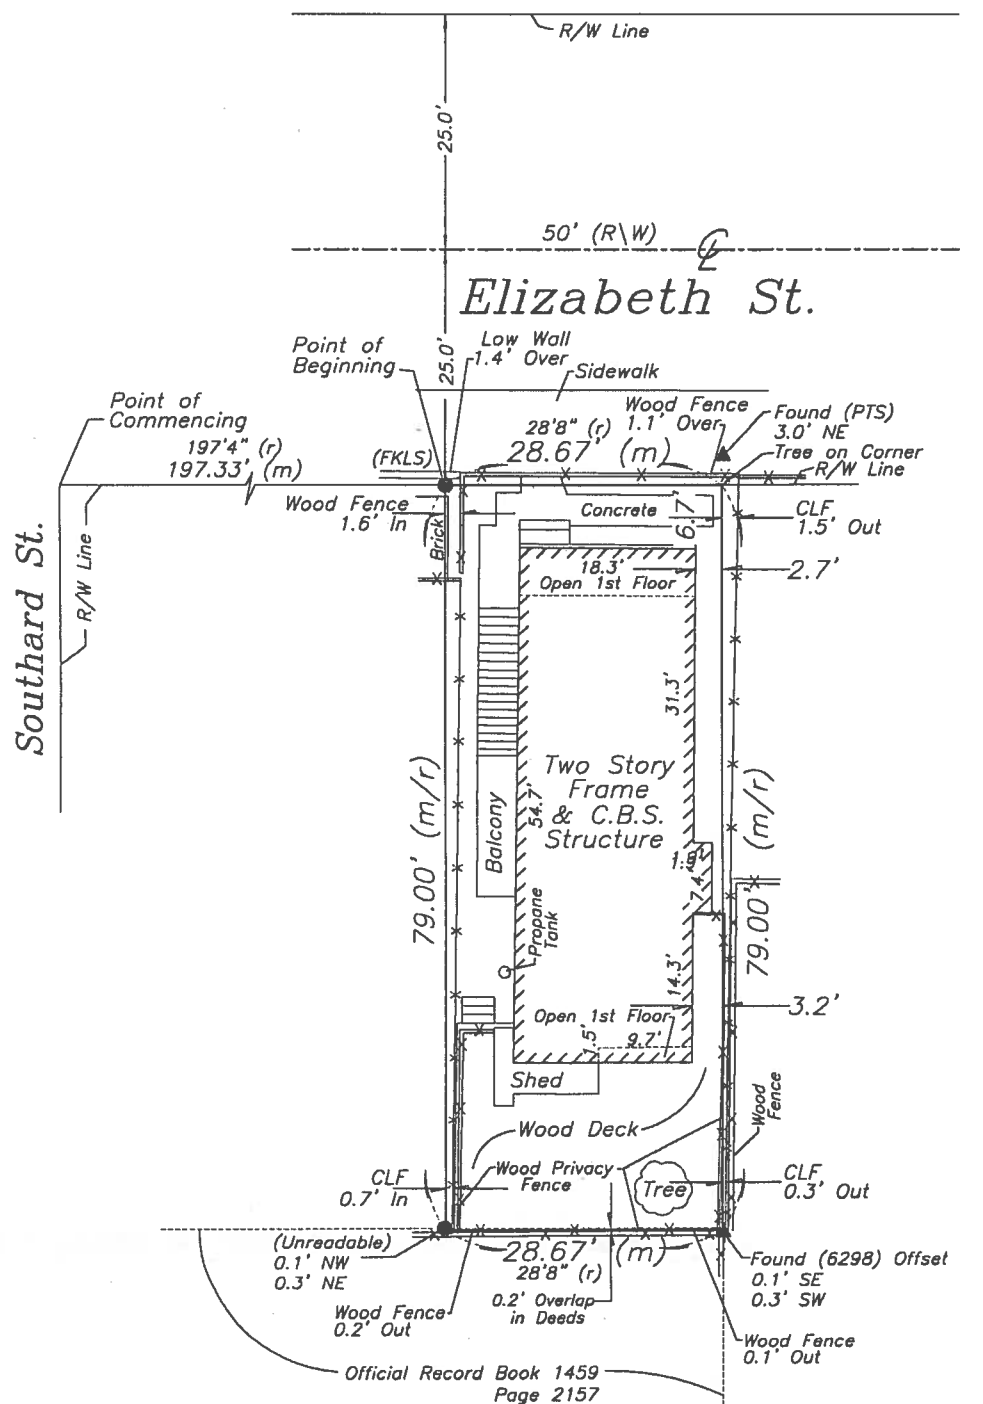 R/W Line
25.0'
50' (R\W)
CL
Elizabeth St.
25.0'
Point of
Beginning
Low Wall
1.4' Over
Sidewalk
Point of
Commencing
197'4" (r)
197.33' (m)
(FKLS)
28'8" (r)
28.67' (m)
Wood Fence
1.1' Over
Found (PTS)
3.0' NE
Tree on Corner
R/W Line
Southard St.
R/W Line
Wood Fence
1.6' In
Brick
Concrete
6.7'
CLF
1.5' Out
18.3'
Open 1st Floor
2.7'
31.3'
Two Story
Frame
& C.B.S.
Structure
54.7'
79.00' (m/r)
Balcony
7.4'
79.00' (m/r)
Propane
Tank
14.3'
Open 1st Floor
3.2'
1.5'
9.7'
Shed
Wood Deck
Wood
Fence
Wood Privacy
Fence
Tree
CLF
0.7' In
CLF
0.3' Out
(Unreadable)
0.1' NW
0.3' NE
28.67' (m)
28'8" (r)
Found (6298) Offset
0.1' SE
0.3' SW
0.2' Overlap
in Deeds
Wood Fence
0.2' Out
Wood Fence
0.1' Out
Official Record Book 1459
Page 2157